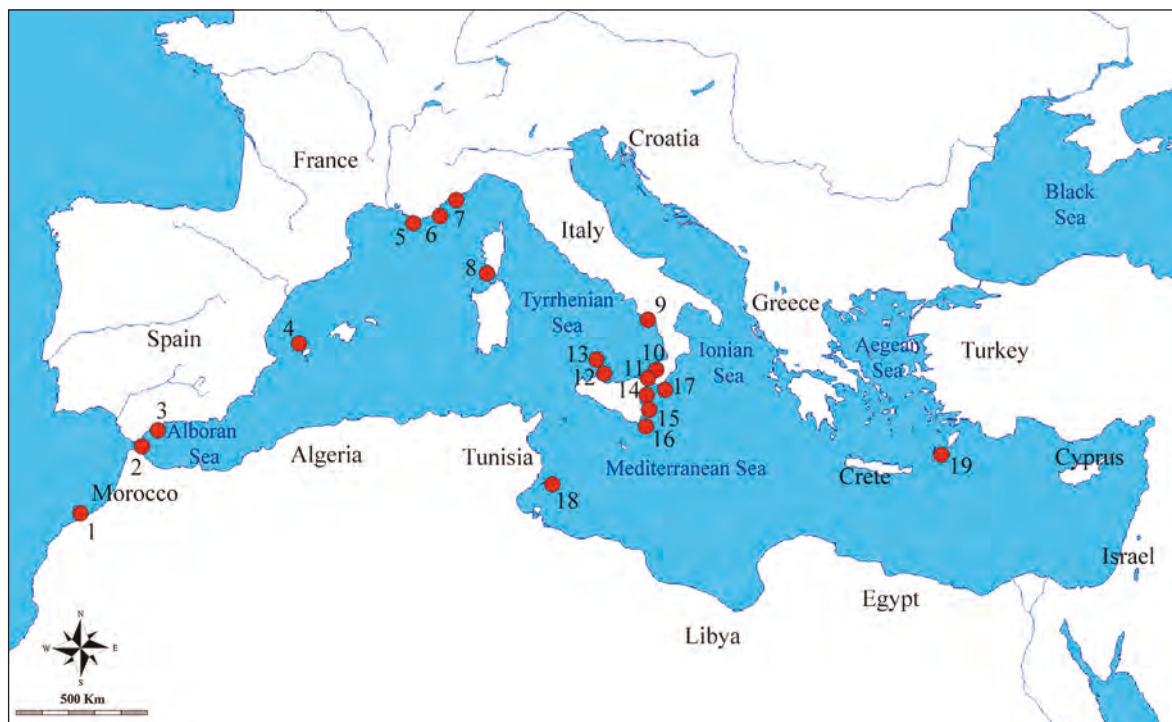 Croatia
France
Black
Sea
7
6
5
Italy
8
Tyrrhenian
Sea
9
Greece
Spain
4
Ionian
Sea
Aegean
Sea
Turkey
13
10
11
12
17
14
3
15
Alboran
Sea
16
2
Algeria
Tunisia
Mediterranean Sea
Crete
19
Cyprus
Morocco
18
1
Israel
Egypt
N
W
E
S
Libya
500 Km